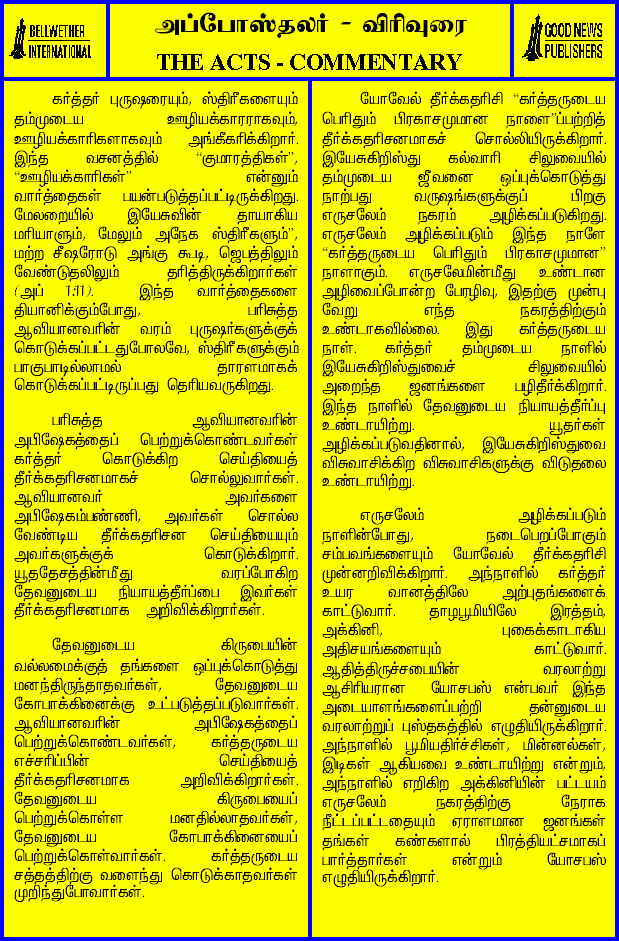 BELLWETHER
INTERNATIONAL
அப்போஸ்தலர் - விரிவுரை
THE ACTS - COMMENTARY
GOOD NEWS
PUBLISHERS
கர்த்தர் புருஷரையும், ஸ்திரீகளையும்
தம்முடைய ஊழியக்காரராகவும்,
ஊழியக்காரிகளாகவும் அங்கீகரிக்கிறார்.
இந்த வசனத்தில் “குமாரத்திகள்”,
“ஊழியக்காரிகள்” என்னும்
வார்த்தைகள் பயன்படுத்தப்பட்டிருக்கிறது.
மேலறையில் இயேசுவின் தாயாகிய
மரியாளும், மேலும் அநேக ஸ்திரீகளும்”,
மற்ற சீஷரோடு அங்கு கூடி, ஜெபத்திலும்
வேண்டுதலிலும் தரித்திருக்கிறார்கள்
(அப் 1:11). இந்த வார்த்தைகளை
தியானிக்கும்போது, பரிசுத்த
ஆவியானவரின் வரம் புருஷர்களுக்குக்
கொடுக்கப்பட்டதுபோலவே, ஸ்திரீகளுக்கும்
பாகுபாடில்லாமல் தாரளமாகக்
கொடுக்கப்பட்டிருப்பது தெரியவருகிறது.
பரிசுத்த ஆவியானவரின்
அபிஷேகத்தைப் பெற்றுக்கொண்டவர்கள்
கர்த்தர் கொடுக்கிற செய்தியைத்
தீர்க்கதரிசனமாகச் சொல்லுவார்கள்.
ஆவியானவர் அவர்களை
அபிஷேகம்பண்ணி, அவர்கள் சொல்ல
வேண்டிய தீர்க்கதரிசன செய்தியையும்
அவர்களுக்குக் கொடுக்கிறார்.
யூததேசத்தின்மீது வரப்போகிற
தேவனுடைய நியாயத்தீர்ப்பை இவர்கள்
தீர்க்கதரிசனமாக அறிவிக்கிறார்கள்.
தேவனுடைய கிருபையின்
வல்லமைக்குத் தங்களை ஒப்புக்கொடுத்து
மனந்திருந்தாதவர்கள், தேவனுடைய
கோபாக்கினைக்கு உட்படுத்தப்படுவார்கள்.
ஆவியானவரின் அபிஷேகத்தைப்
பெற்றுக்கொண்டவர்கள், கர்த்தருடைய
எச்சரிப்பின் செய்தியைத்
தீர்க்கதரிசனமாக அறிவிக்கிறார்கள்.
தேவனுடைய கிருபையைப்
பெற்றுக்கொள்ள மனதில்லாதவர்கள்,
தேவனுடைய கோபாக்கினையைப்
பெற்றுக்கொள்வார்கள். கர்த்தருடைய
சத்தத்திற்கு வளைந்து கொடுக்காதவர்கள்
முறிந்துபோவார்கள்.
யோவேல் தீர்க்கதரிசி “கர்த்தருடைய
பெரிதும் பிரகாசமுமான நாளை”ப்பற்றித்
தீர்க்கதரிசனமாகச் சொல்லியிருக்கிறார்.
இயேசுகிறிஸ்து கல்வாரி சிலுவையில்
தம்முடைய ஜீவனை ஒப்புக்கொடுத்து
நாற்பது வருஷங்களுக்குப் பிறகு
எருசலேம் நகரம் அழிக்கப்படுகிறது.
எருசலேம் அழிக்கப்படும் இந்த நாளே
“கர்த்தருடைய பெரிதும் பிரகாசமுமான”
நாளாகும். எருசலேமின்மீது உண்டான
அழிவைப்போன்ற பேரழிவு, இதற்கு முன்பு
வேறு எந்த நகரத்திற்கும்
உண்டாகவில்லை. இது கர்த்தருடைய
நாள். கர்த்தர் தம்முடைய நாளில்
இயேசுகிறிஸ்துவைச் சிலுவையில்
அறைந்த ஜனங்களை பழிதீர்க்கிறார்.
இந்த நாளில் தேவனுடைய நியாயத்தீர்ப்பு
உண்டாயிற்று. யூதர்கள்
அழிக்கப்படுவதினால், இயேசுகிறிஸ்துவை
விசுவாசிக்கிற விசுவாசிகளுக்கு விடுதலை
உண்டாயிற்று.
எருசலேம் அழிக்கப்படும்
நாளின்போது, நடைபெறப்போகும்
சம்பவங்களையும் யோவேல் தீர்க்கதரிசி
முன்னறிவிக்கிறார். அந்நாளில் கர்த்தர்
உயர வானத்திலே அற்புதங்களைக்
காட்டுவார். தாழபூமியிலே இரத்தம்,
அக்கினி, புகைக்காடாகிய
அதிசயங்களையும் காட்டுவார்.
ஆதித்திருச்சபையின் வரலாற்று
ஆசிரியரான யோசபஸ் என்பவர் இந்த
அடையாளங்களைப்பற்றி தன்னுடைய
வரலாற்றுப் புஸ்தகத்தில் எழுதியிருக்கிறார்.
அந்நாளில் பூமியதிர்ச்சிகள், மின்னல்கள்,
இடிகள் ஆகியவை உண்டாயிற்று என்றும்,
அந்நாளில் எறிகிற அக்கினியின் பட்டயம்
எருசலேம் நகரத்திற்கு நேராக
நீட்டப்பட்டதையும் ஏராளமான ஜனங்கள்
தங்கள் கண்களால் பிரத்தியட்சமாகப்
பார்த்தார்கள் என்றும் யோசபஸ்
எழுதியிருக்கிறார்.